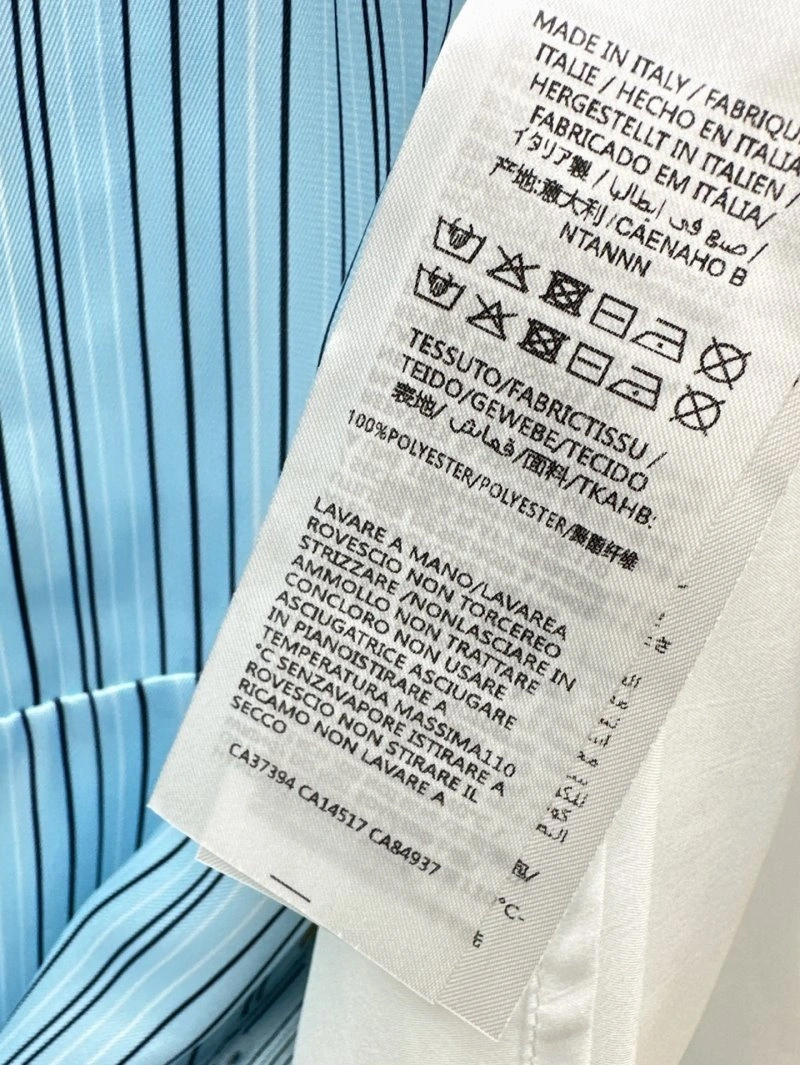 MADE IN ITALY / FABRIQU
ITALIE / HECHO EN ITALIA
HERGESTELLT IN ITALIEN /
FABRICADO EM ITÁLIA/
イタリア製 / صنع في ايطاليا /
产地:意大利/CAENAHO B
NTANNN
TESSUTO/FABRICTISSU /
TEIDO/GEWEBE/TECIDO
表地/ قماش/面料/TKAHB:
100%POLYESTER/POLYESTER/聚酯纤维
LAVARE A MANO/LAVAREA
ROVESCIO NON TORCEREO
STRIZZARE /NONLASCIARE IN
AMMOLLO NON TRATTARE
CONCLORO NON USARE
ASCIUGATRICE ASCIUGARE
IN PIANOISTIRARE A
TEMPERATURA MASSIMA110
°C SENZAVAPORE ISTIRARE A
ROVESCIO NON STIRARE IL
RICAMO NON LAVARE A
SECCO
CA37394 CA14517 CA84937
°C-